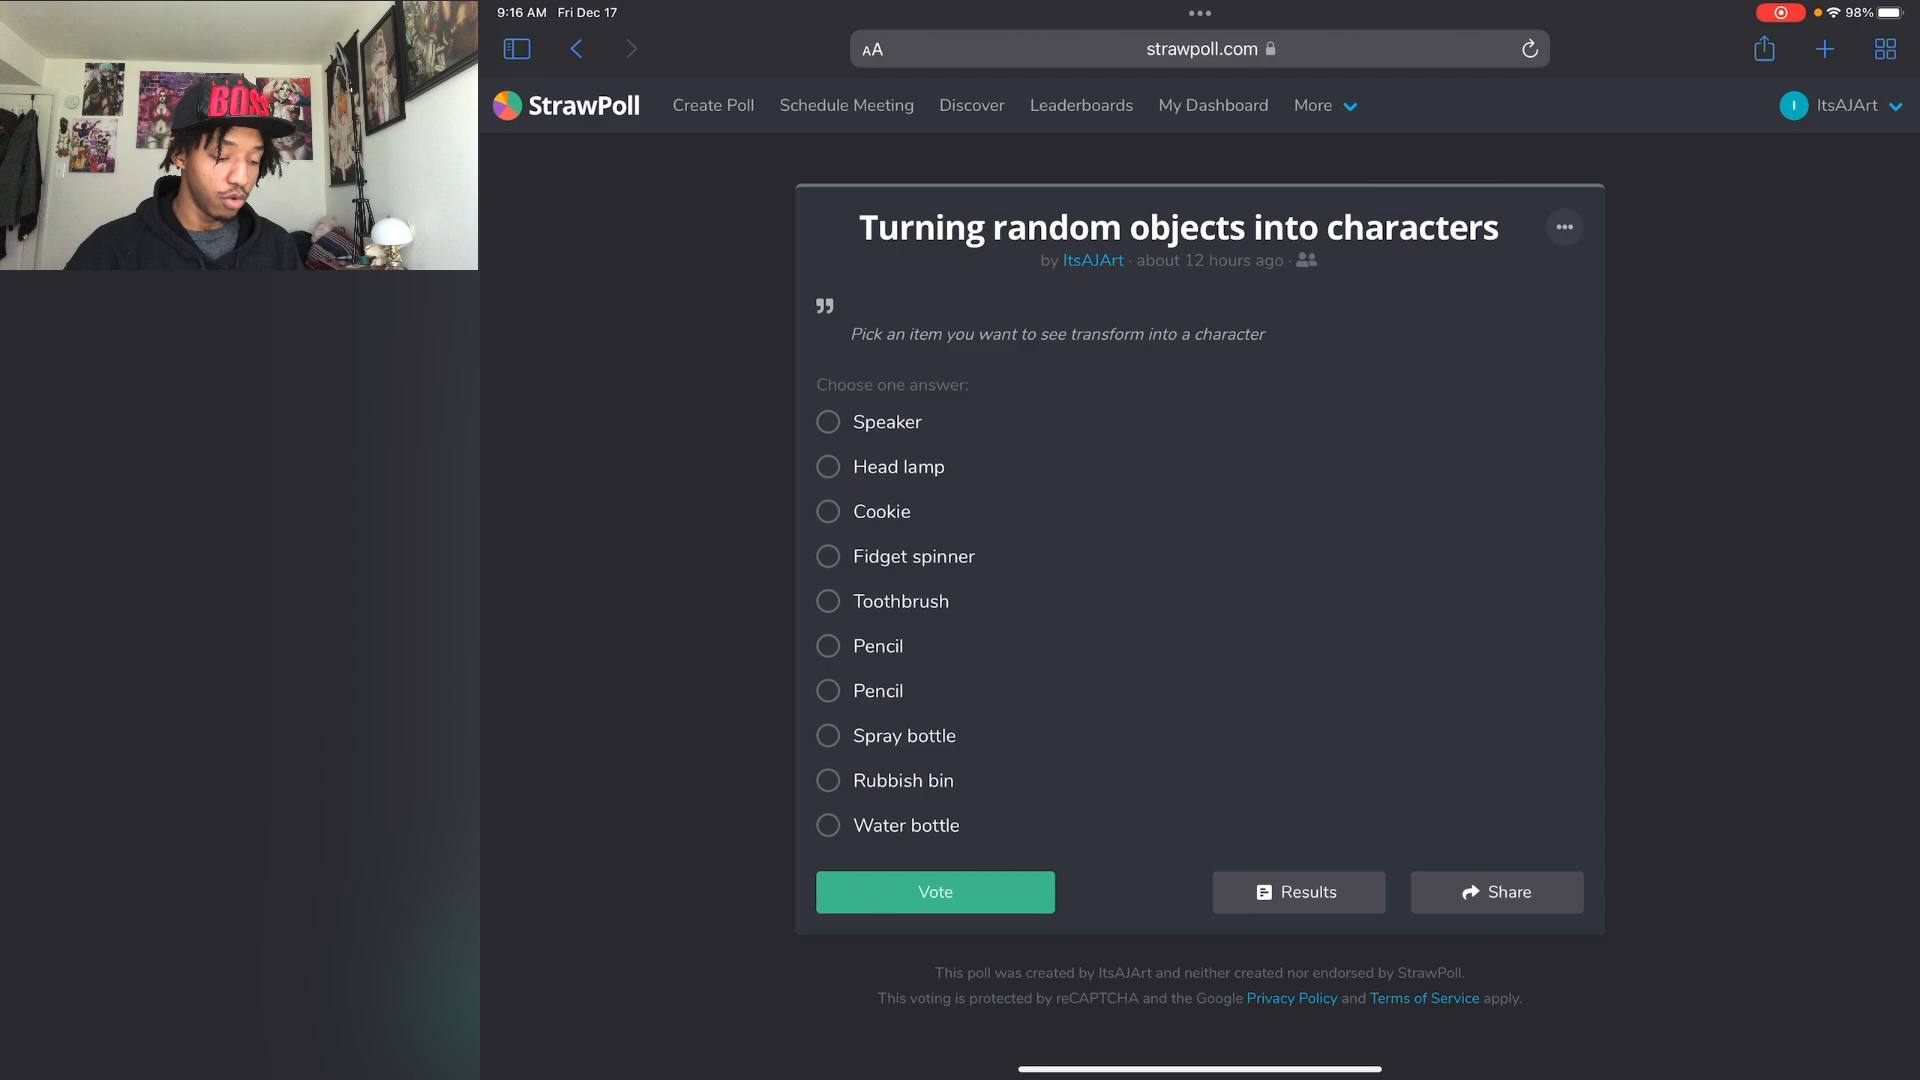 9:16 AM Fri Dec 17
98%
AA
strawpoll.com
StrawPoll
Create Poll
Schedule Meeting
Discover
Leaderboards
My Dashboard
More
I
ItsAJArt
BOSS
Turning random objects into characters
by ItsAJArt · about 12 hours ago ·
Pick an item you want to see transform into a character
Choose one answer:
Speaker
Head lamp
Cookie
Fidget spinner
Toothbrush
Pencil
Pencil
Spray bottle
Rubbish bin
Water bottle
Vote
Results
Share
This poll was created by ItsAJArt and neither created nor endorsed by StrawPoll.
This voting is protected by reCAPTCHA and the Google Privacy Policy and Terms of Service apply.